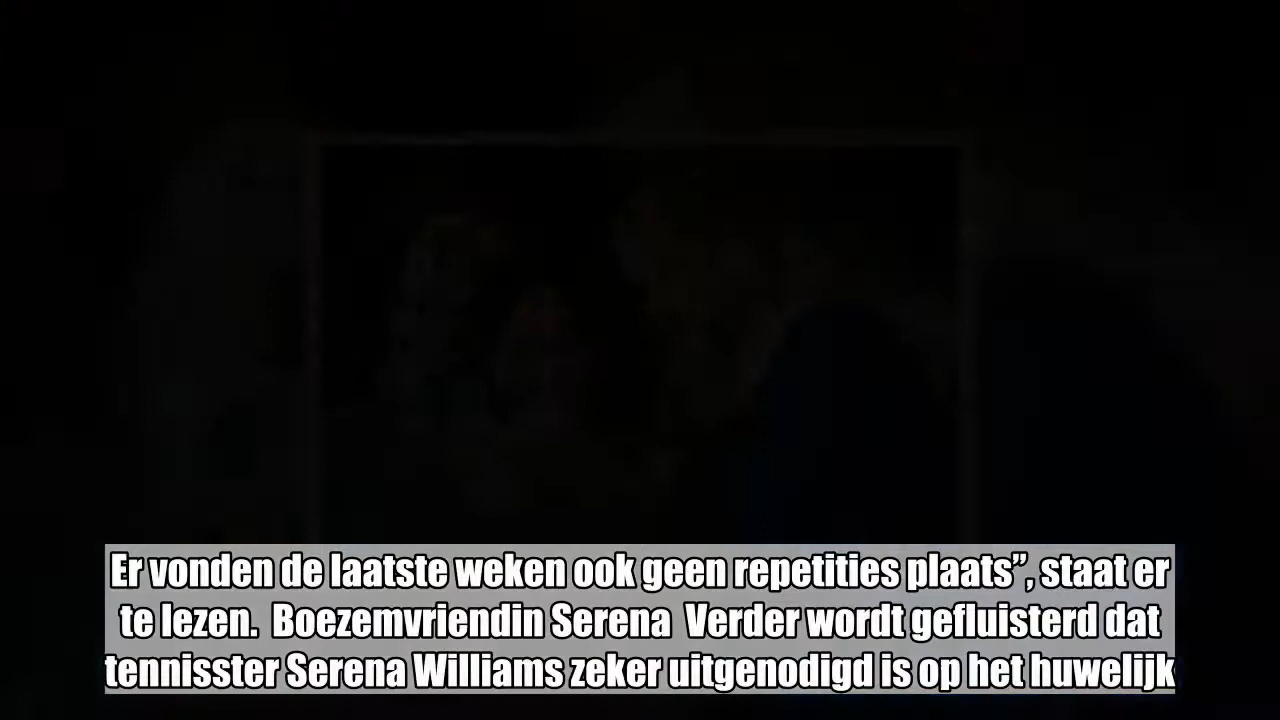 Er vonden de laatste weken ook geen repetities plaats”, staat er
te lezen.  Boezemvriendin Serena  Verder wordt gefluisterd dat
tennisster Serena Williams zeker uitgenodigd is op het huwelijk